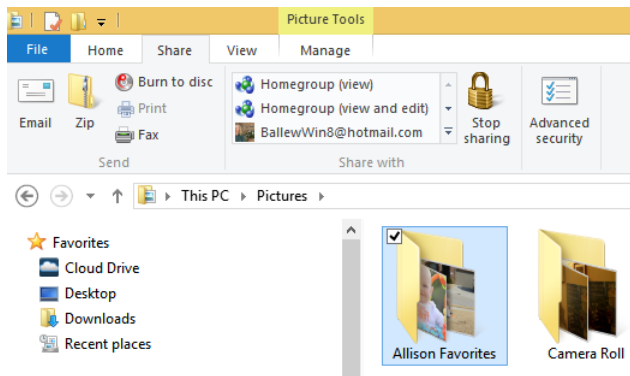 Picture Tools
File Home Share View Manage
Burn to disc
Print
Fax
Email
Zip
Send
Homegroup (view)
Homegroup (view and edit)
BallewWin8@hotmail.com
Share with
Stop
sharing
Advanced
security
This PC Pictures
Favorites
Cloud Drive
Desktop
Downloads
Recent places
Allison Favorites
Camera Roll